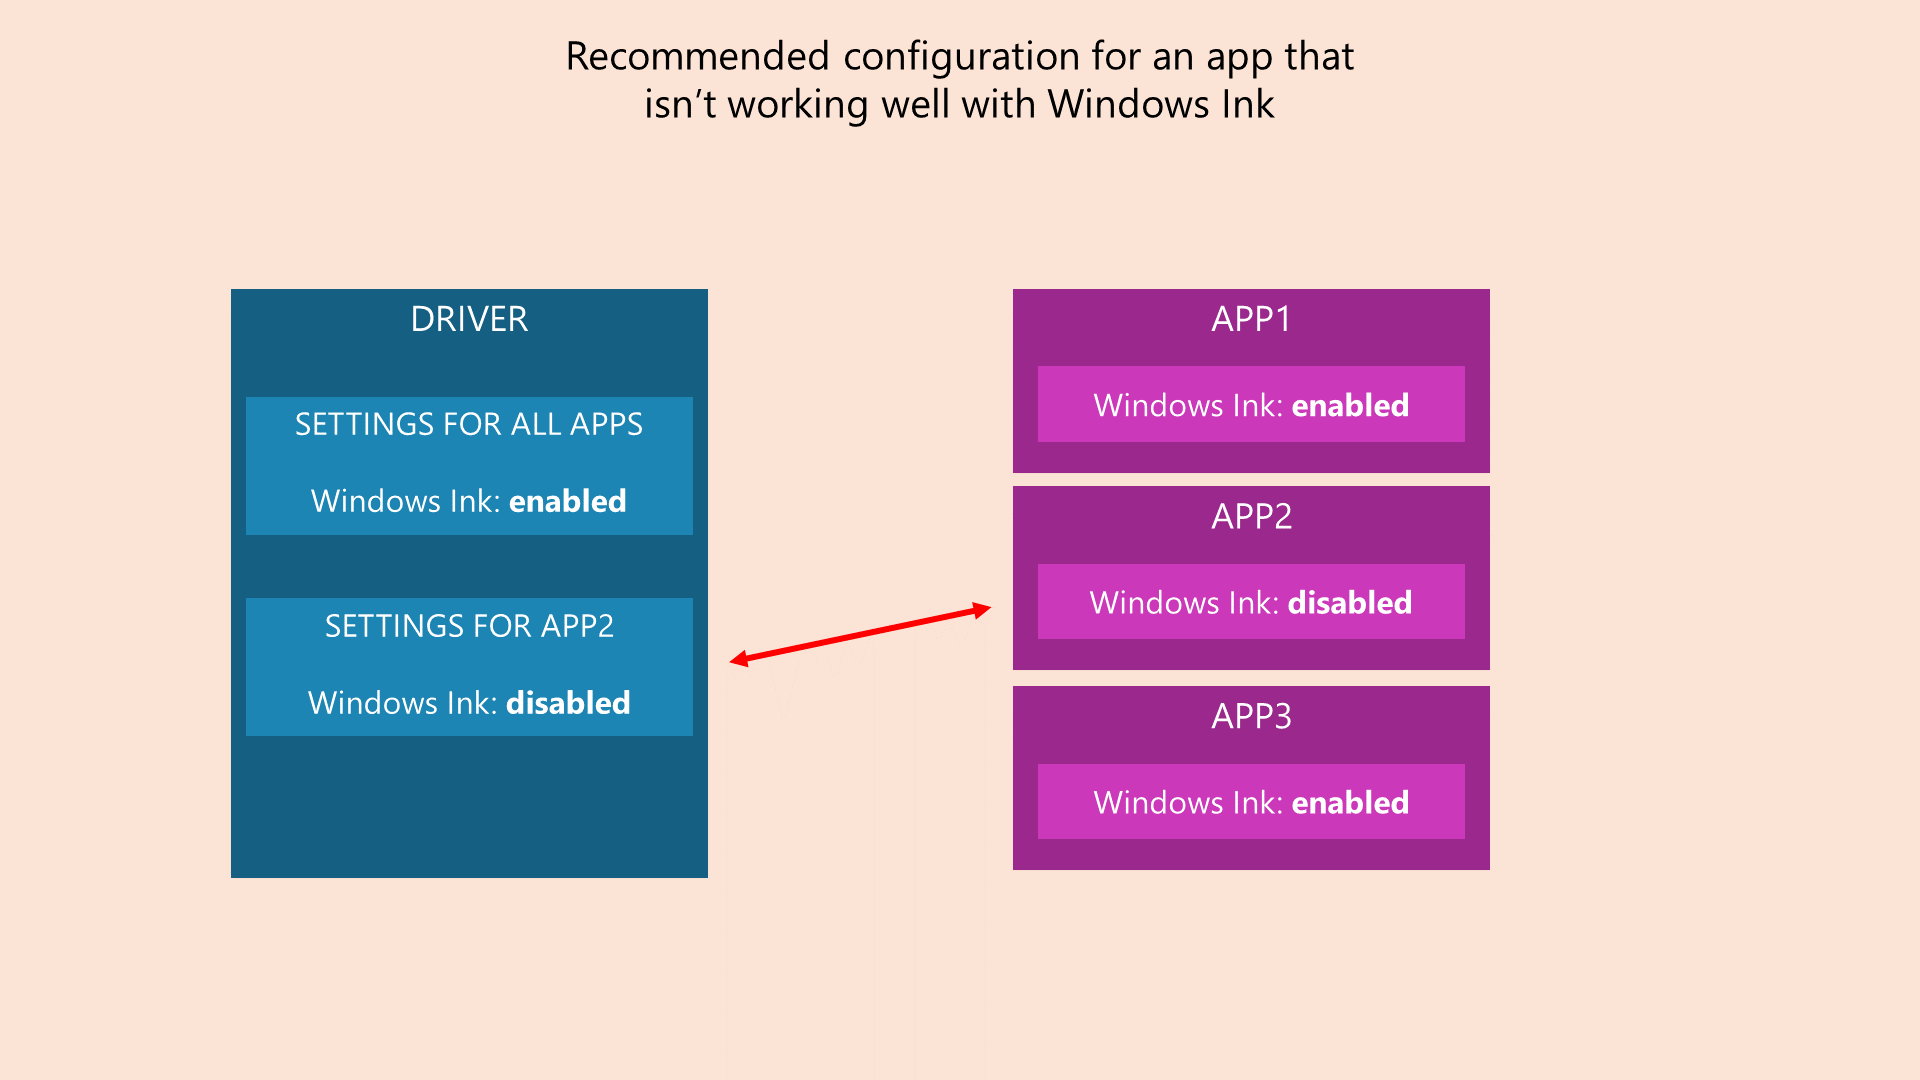 Recommended configuration for an app that
isn’t working well with Windows Ink
DRIVER
SETTINGS FOR ALL APPS
Windows Ink: enabled
SETTINGS FOR APP2
Windows Ink: disabled
APP1
Windows Ink: enabled
APP2
Windows Ink: disabled
APP3
Windows Ink: enabled